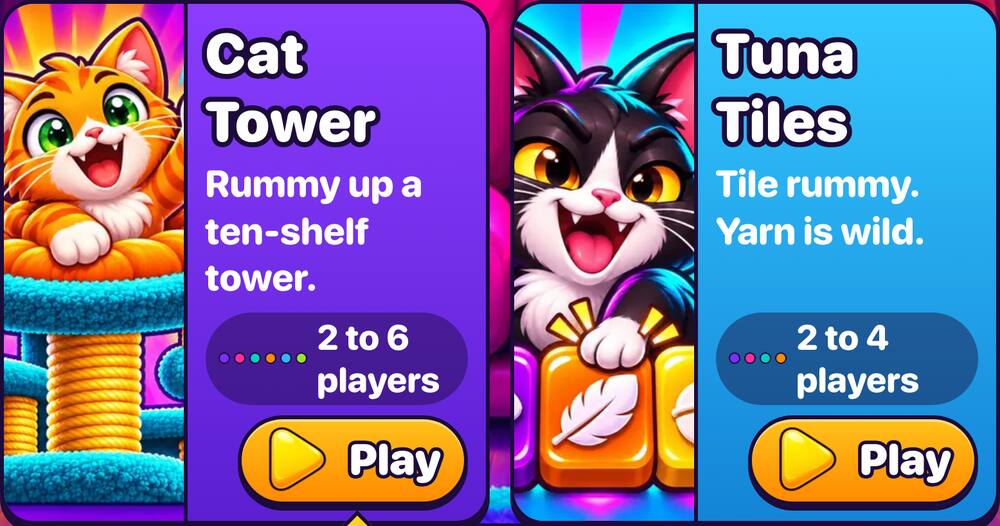 Cat
Tower
Rummy up a
ten-shelf
tower.
2 to 6
players
Play
Tuna
Tiles
Tile rummy.
Yarn is wild.
2 to 4
players
Play